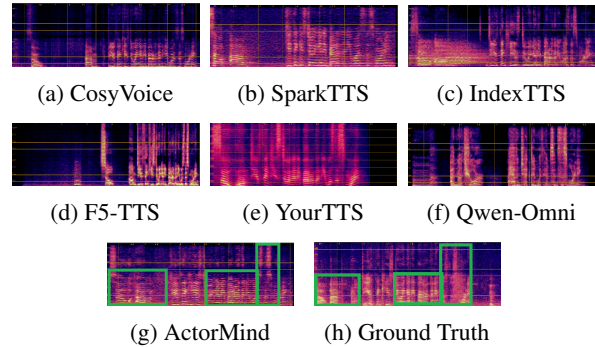 (a) CosyVoice
(b) SparkTTS
(c) IndexTTS
(d) F5-TTS
(e) YourTTS
(f) Qwen-Omni
(g) ActorMind
(h) Ground Truth